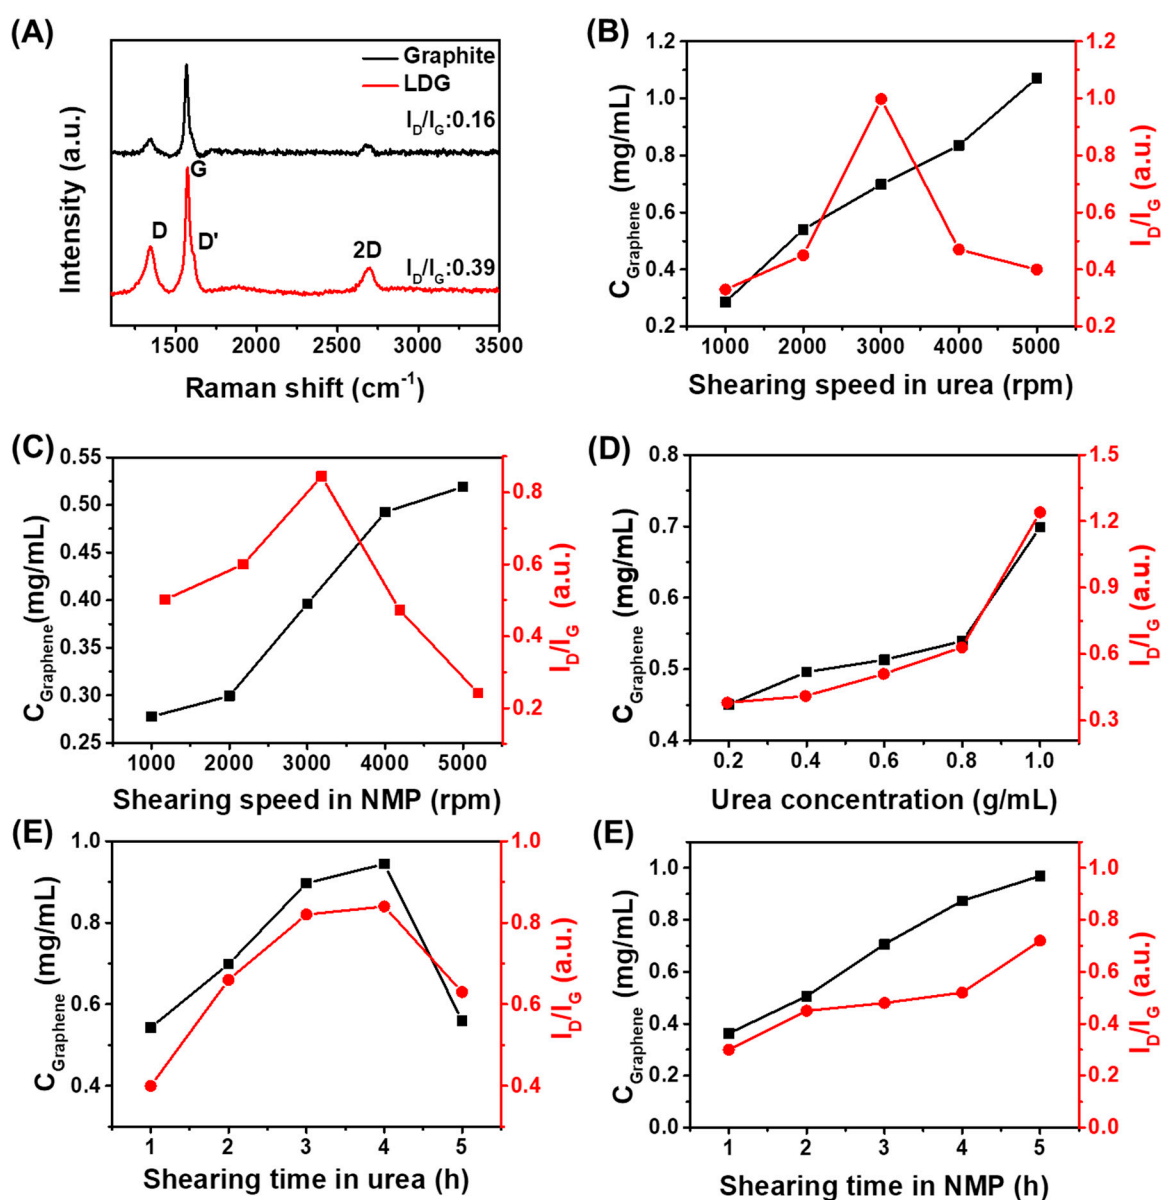 (A)
Graphite
LDG
I_D/I_G:0.16
G
D
D'
2D
I_D/I_G:0.39
Intensity (a.u.)
1500 2000 2500 3000 3500
Raman shift (cm⁻¹)
(B)
1.2
1.0
0.8
0.6
0.4
0.2
C_Graphene (mg/mL)
1.2
1.0
0.8
0.6
0.4
0.2
I_D/I_G (a.u.)
1000 2000 3000 4000 5000
Shearing speed in urea (rpm)
(C)
0.55
0.50
0.45
0.40
0.35
0.30
0.25
C_Graphene(mg/mL)
0.8
0.6
0.4
0.2
I_D/I_G (a.u.)
1000 2000 3000 4000 5000
Shearing speed in NMP (rpm)
(D)
0.8
0.7
0.6
0.5
0.4
C_Graphene (mg/mL)
1.5
1.2
0.9
0.6
0.3
I_D/I_G (a.u.)
0.2 0.4 0.6 0.8 1.0
Urea concentration (g/mL)
(E)
1.0
0.8
0.6
0.4
C_Graphene (mg/mL)
1.0
0.8
0.6
0.4
I_D/I_G (a.u.)
1 2 3 4 5
Shearing time in urea (h)
(E)
1.0
0.8
0.6
0.4
0.2
0.0
C_Graphene (mg/mL)
1.0
0.8
0.6
0.4
0.2
0.0
I_D/I_G (a.u.)
1 2 3 4 5
Shearing time in NMP (h)